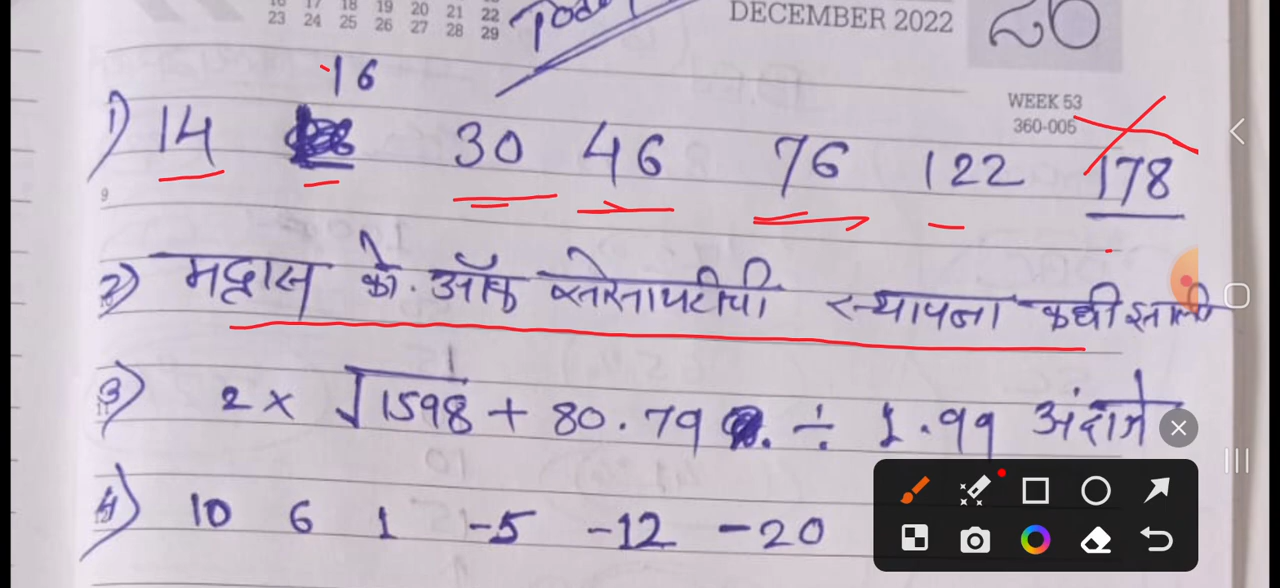 16 17 18 19 20 21 22
23 24 25 26 27 28 29
Today
DECEMBER 2022
26
WEEK 53
360-005
16
1) 14 30 46 76 122 178
9
2) मद्रास को. ऑफ स्थापना कधी झाली
3) 2 x √1598 + 80.79 ÷ 1.99 अंदाजे
4) 10 6 1 -5 -12 -20